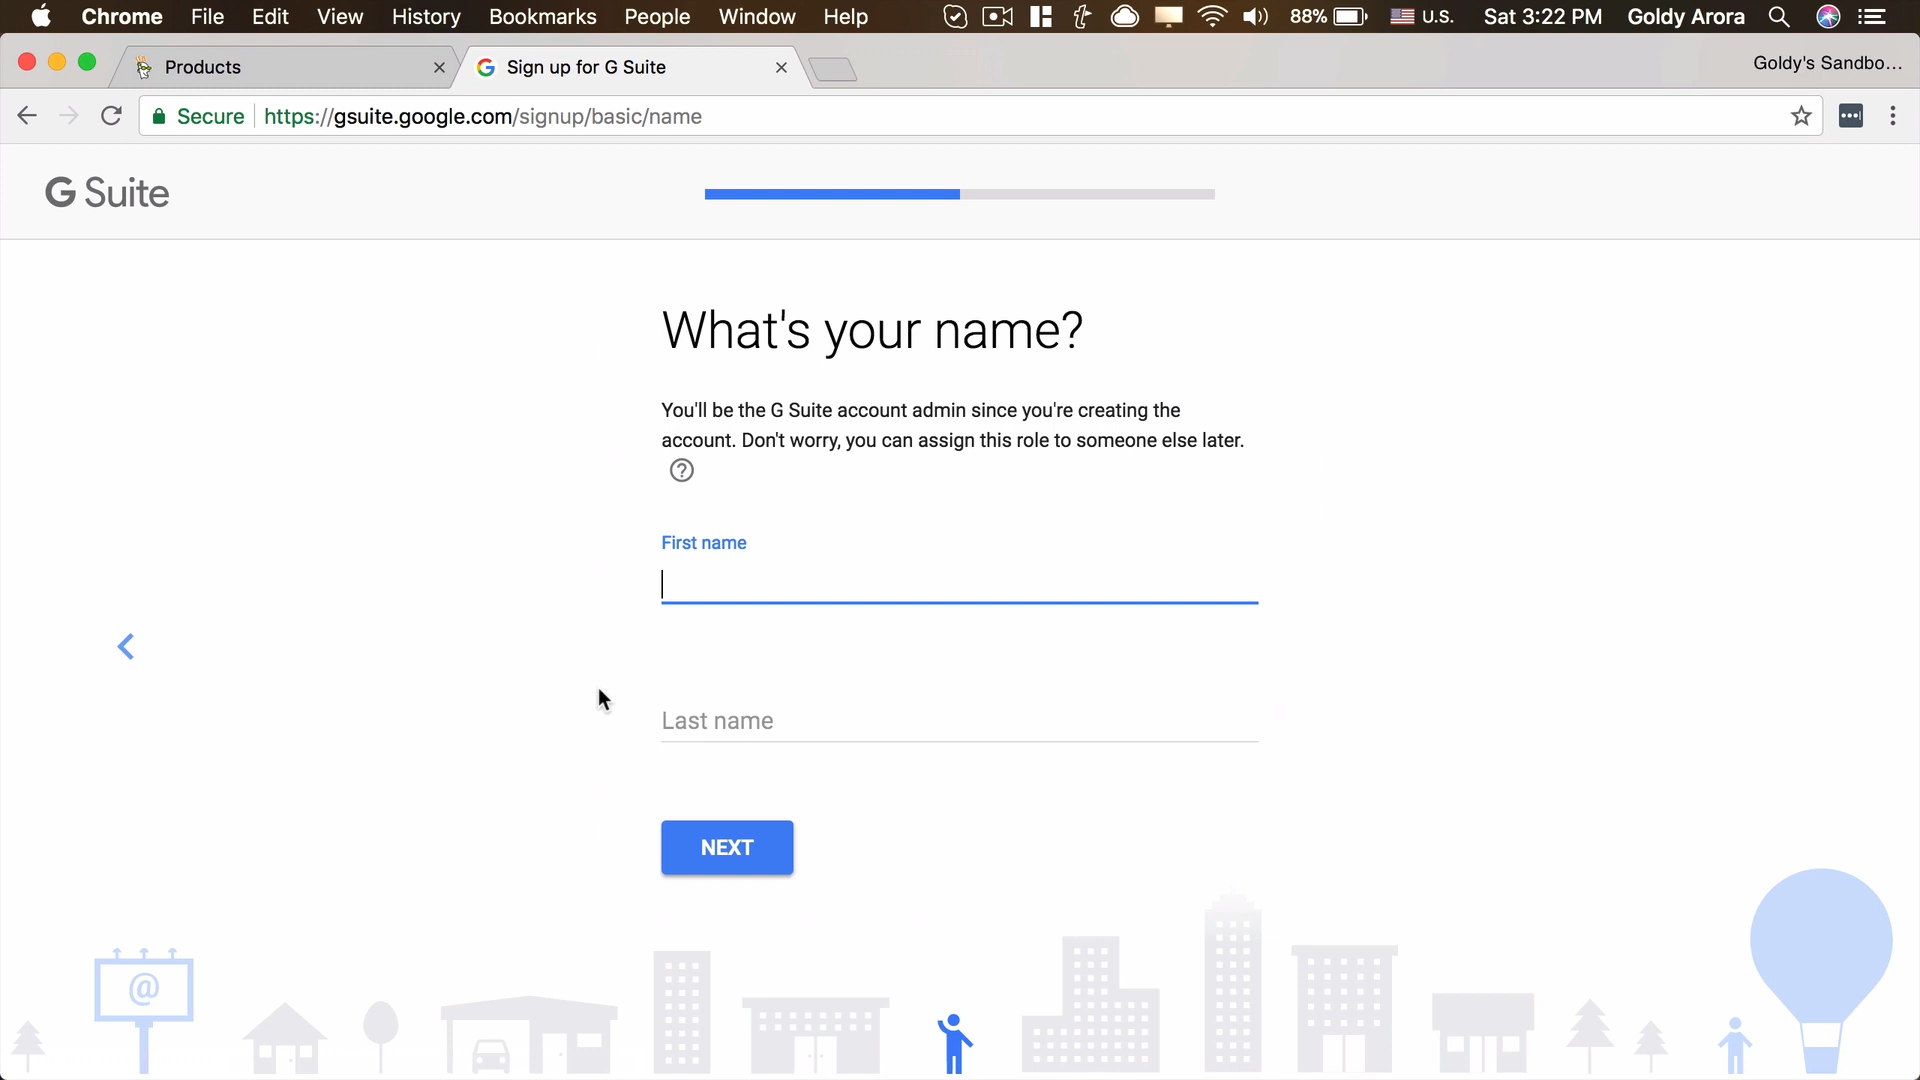 Chrome File Edit View History Bookmarks People Window Help 88% U.S. Sat 3:22 PM Goldy Arora
Products Sign up for G Suite Goldy's Sandbo...
Secure https://gsuite.google.com/signup/basic/name
G Suite
What's your name?
You'll be the G Suite account admin since you're creating the
account. Don't worry, you can assign this role to someone else later.
?
First name
Last name
NEXT
@